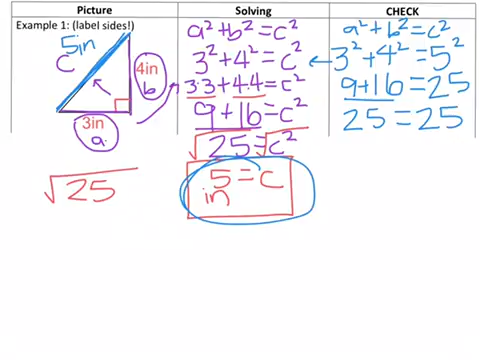 Picture
Solving
CHECK
Example 1: (label sides!)
5in
c
4in
b
3in
a
√25
a²+b²=c²
3²+4²=c²
3·3+4·4=c²
9+16=c²
√25=√c²
5=c
in
a²+b²=c²
3²+4²=5²
9+16=25
25=25